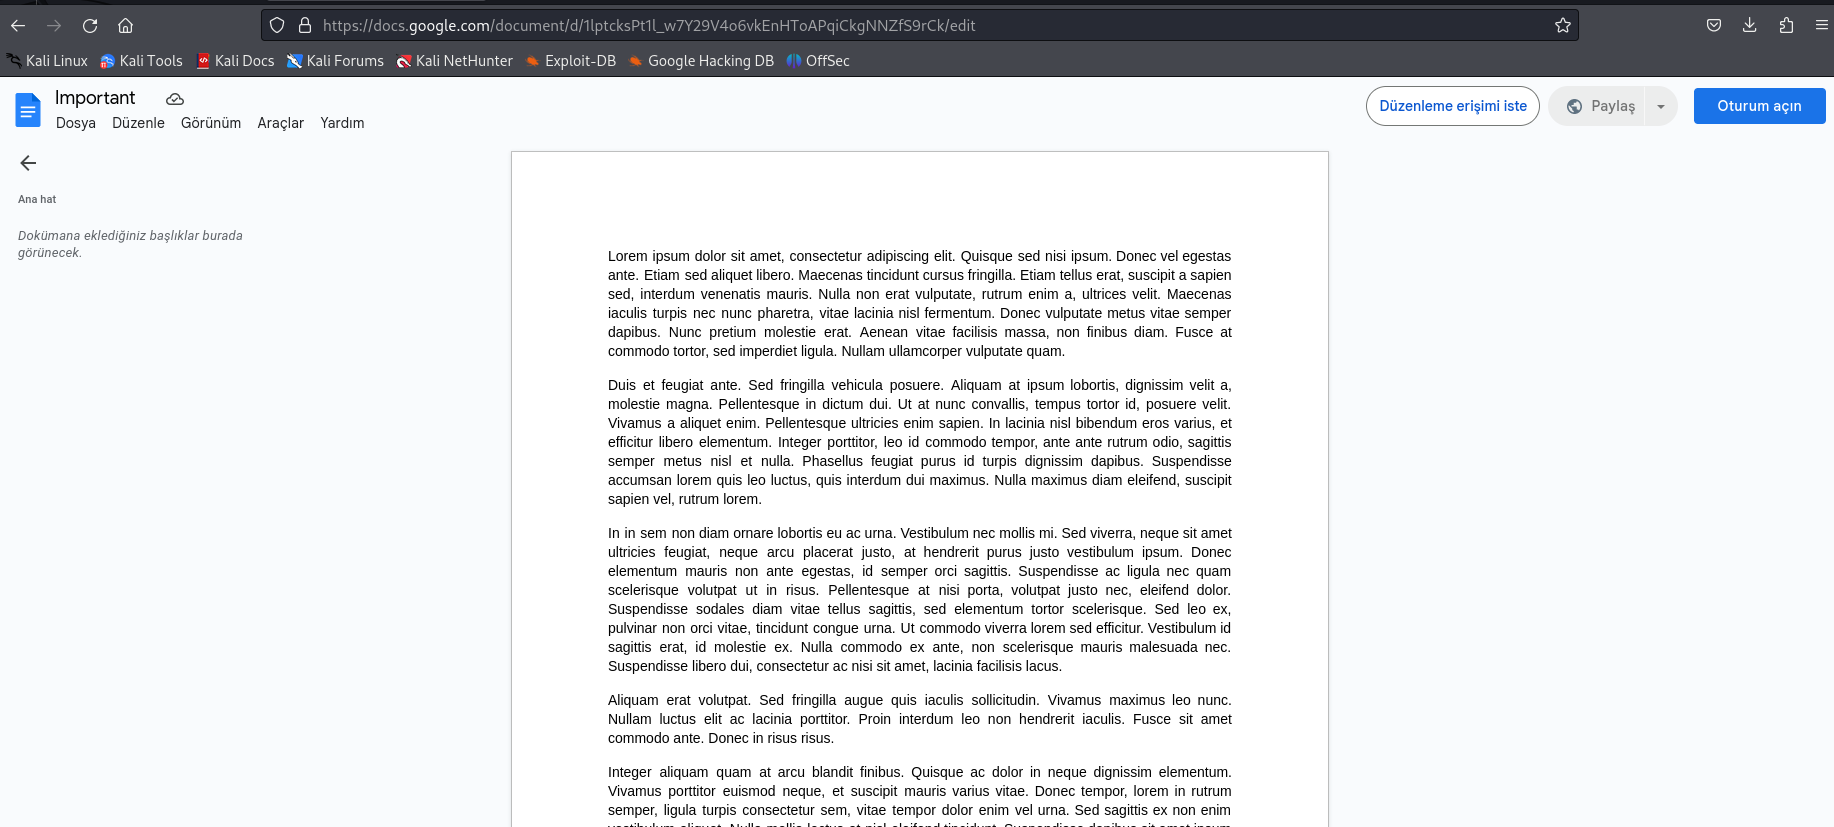 https://docs.google.com/document/d/1lptcksPt1l_w7Y29V4o6vkEnHToAPqiCkgNNZfS9rCk/edit
Kali Linux Kali Tools Kali Docs Kali Forums Kali NetHunter Exploit-DB Google Hacking DB OffSec
Important
Dosya Düzenle Görünüm Araçlar Yardım
Düzenleme erişimi iste Paylaş Oturum açın
Ana hat
Dokümana eklediğiniz başlıklar burada
görünecek.
Lorem ipsum dolor sit amet, consectetur adipiscing elit. Quisque sed nisi ipsum. Donec vel egestas
ante. Etiam sed aliquet libero. Maecenas tincidunt cursus fringilla. Etiam tellus erat, suscipit a sapien
sed, interdum venenatis mauris. Nulla non erat vulputate, rutrum enim a, ultrices velit. Maecenas
iaculis turpis nec nunc pharetra, vitae lacinia nisl fermentum. Donec vulputate metus vitae semper
dapibus. Nunc pretium molestie erat. Aenean vitae facilisis massa, non finibus diam. Fusce at
commodo tortor, sed imperdiet ligula. Nullam ullamcorper vulputate quam.
Duis et feugiat ante. Sed fringilla vehicula posuere. Aliquam at ipsum lobortis, dignissim velit a,
molestie magna. Pellentesque in dictum dui. Ut at nunc convallis, tempus tortor id, posuere velit.
Vivamus a aliquet enim. Pellentesque ultricies enim sapien. In lacinia nisl bibendum eros varius, et
efficitur libero elementum. Integer porttitor, leo id commodo tempor, ante ante rutrum odio, sagittis
semper metus nisl et nulla. Phasellus feugiat purus id turpis dignissim dapibus. Suspendisse
accumsan lorem quis leo luctus, quis interdum dui maximus. Nulla maximus diam eleifend, suscipit
sapien vel, rutrum lorem.
In in sem non diam ornare lobortis eu ac urna. Vestibulum nec mollis mi. Sed viverra, neque sit amet
ultricies feugiat, neque arcu placerat justo, at hendrerit purus justo vestibulum ipsum. Donec
elementum mauris non ante egestas, id semper orci sagittis. Suspendisse ac ligula nec quam
scelerisque volutpat ut in risus. Pellentesque at nisi porta, volutpat justo nec, eleifend dolor.
Suspendisse sodales diam vitae tellus sagittis, sed elementum tortor scelerisque. Sed leo ex,
pulvinar non orci vitae, tincidunt congue urna. Ut commodo viverra lorem sed efficitur. Vestibulum id
sagittis erat, id molestie ex. Nulla commodo ex ante, non scelerisque mauris malesuada nec.
Suspendisse libero dui, consectetur ac nisi sit amet, lacinia facilisis lacus.
Aliquam erat volutpat. Sed fringilla augue quis iaculis sollicitudin. Vivamus maximus leo nunc.
Nullam luctus elit ac lacinia porttitor. Proin interdum leo non hendrerit iaculis. Fusce sit amet
commodo ante. Donec in risus risus.
Integer aliquam quam at arcu blandit finibus. Quisque ac dolor in neque dignissim elementum.
Vivamus porttitor euismod neque, et suscipit mauris varius vitae. Donec tempor, lorem in rutrum
semper, ligula turpis consectetur sem, vitae tempor dolor enim vel urna. Sed sagittis ex non enim